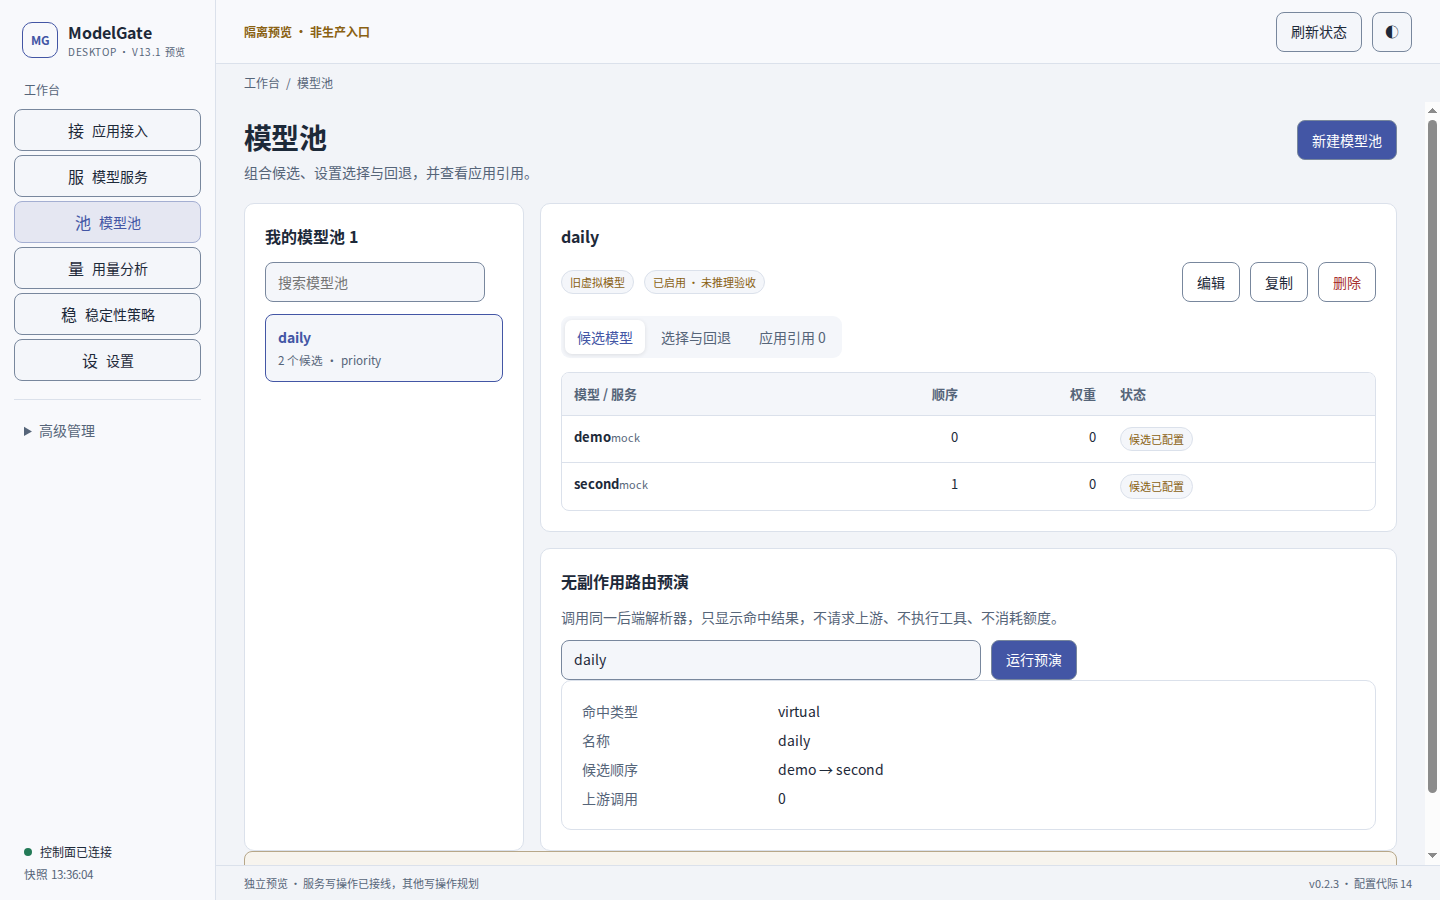 MG
ModelGate
DESKTOP · V13.1 预览
工作台
接 应用接入
服 模型服务
池 模型池
量 用量分析
稳 稳定性策略
设 设置
▶ 高级管理
控制面已连接
快照 13:36:04
隔离预览 · 非生产入口
刷新状态
工作台 / 模型池
模型池
组合候选、设置选择与回退，并查看应用引用。
新建模型池
我的模型池 1
搜索模型池
daily
2 个候选 · priority
daily
旧虚拟模型 已启用 · 未推理验收
编辑 复制 删除
候选模型 选择与回退 应用引用 0
模型 / 服务 顺序 权重 状态
demomock 0 0 候选已配置
secondmock 1 0 候选已配置
无副作用路由预演
调用同一后端解析器，只显示命中结果，不请求上游、不执行工具、不消耗额度。
daily 运行预演
命中类型 virtual
名称 daily
候选顺序 demo → second
上游调用 0
独立预览 · 服务写操作已接线，其他写操作规划
v0.2.3 · 配置代际 14